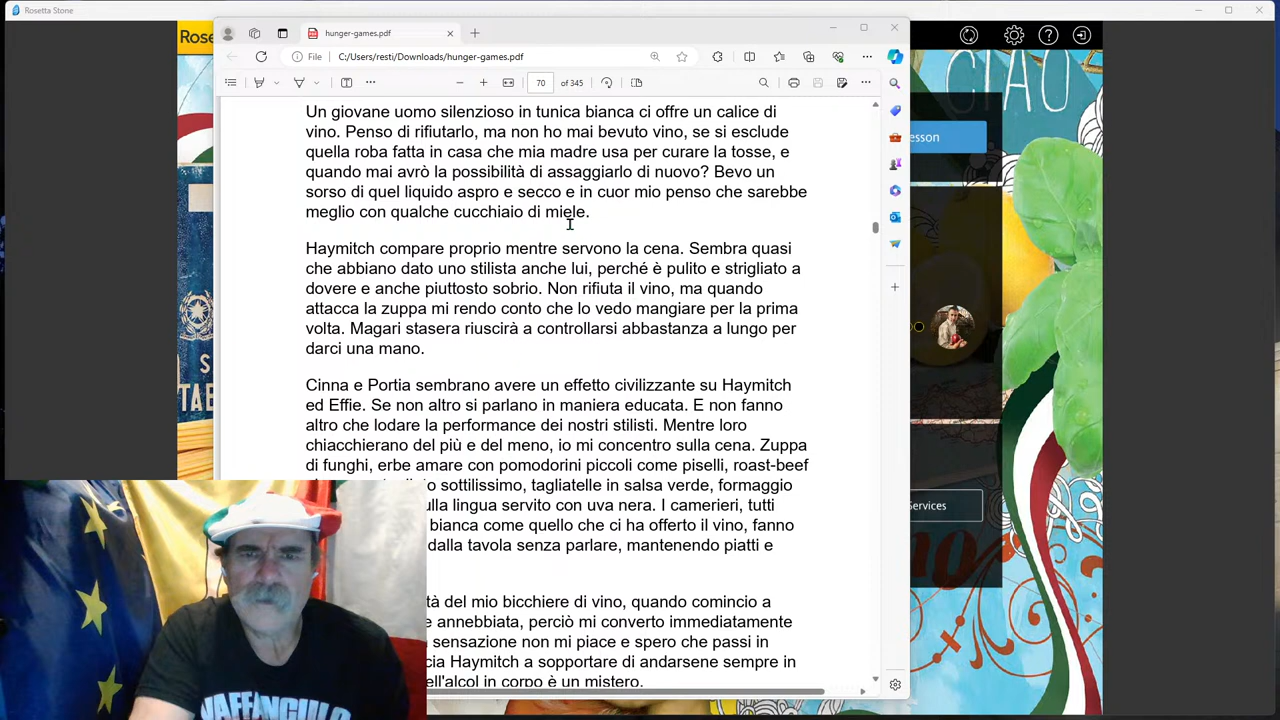 Rosetta Stone
Rose
hunger-games.pdf
File
C:/Users/resti/Downloads/hunger-games.pdf
70
of 345
CIAO
esson
Un giovane uomo silenzioso in tunica bianca ci offre un calice di
vino. Penso di rifiutarlo, ma non ho mai bevuto vino, se si esclude
quella roba fatta in casa che mia madre usa per curare la tosse, e
quando mai avrò la possibilità di assaggiarlo di nuovo? Bevo un
sorso di quel liquido aspro e secco e in cuor mio penso che sarebbe
meglio con qualche cucchiaio di miele.
Haymitch compare proprio mentre servono la cena. Sembra quasi
che abbiano dato uno stilista anche lui, perché è pulito e strigliato a
dovere e anche piuttosto sobrio. Non rifiuta il vino, ma quando
attacca la zuppa mi rendo conto che lo vedo mangiare per la prima
volta. Magari stasera riuscirà a controllarsi abbastanza a lungo per
darci una mano.
Cinna e Portia sembrano avere un effetto civilizzante su Haymitch
ed Effie. Se non altro si parlano in maniera educata. E non fanno
altro che lodare la performance dei nostri stilisti. Mentre loro
chiacchierano del più e del meno, io mi concentro sulla cena. Zuppa
di funghi, erbe amare con pomodorini piccoli come piselli, roast-beef
sottilissimo, tagliatelle in salsa verde, formaggio
ulla lingua servito con uva nera. I camerieri, tutti
bianca come quello che ci ha offerto il vino, fanno
dalla tavola senza parlare, mantenendo piatti e
tà del mio bicchiere di vino, quando comincio a
e annebbiata, perciò mi converto immediatamente
sensazione non mi piace e spero che passi in
cia Haymitch a sopportare di andarsene sempre in
ell'alcol in corpo è un mistero.
Services
VAFFANCULO